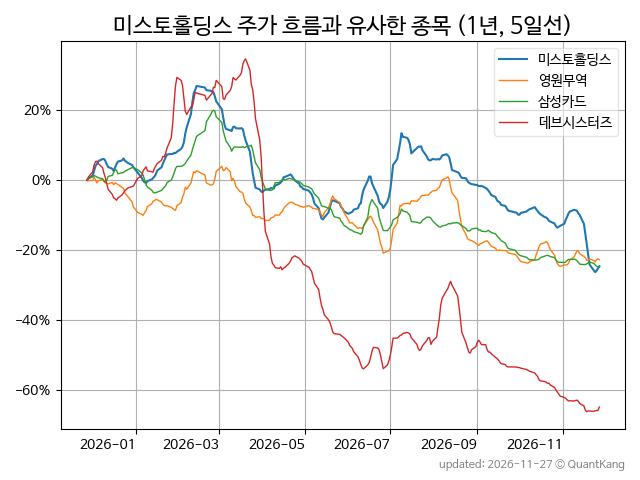 미스토홀딩스 주가 흐름과 유사한 종목 (1년, 5일선)
미스토홀딩스
영원무역
삼성카드
데브시스터즈
20%
0%
−20%
−40%
−60%
2026-01 2026-03 2026-05 2026-07 2026-09 2026-11
updated: 2026-11-27 © QuantKang